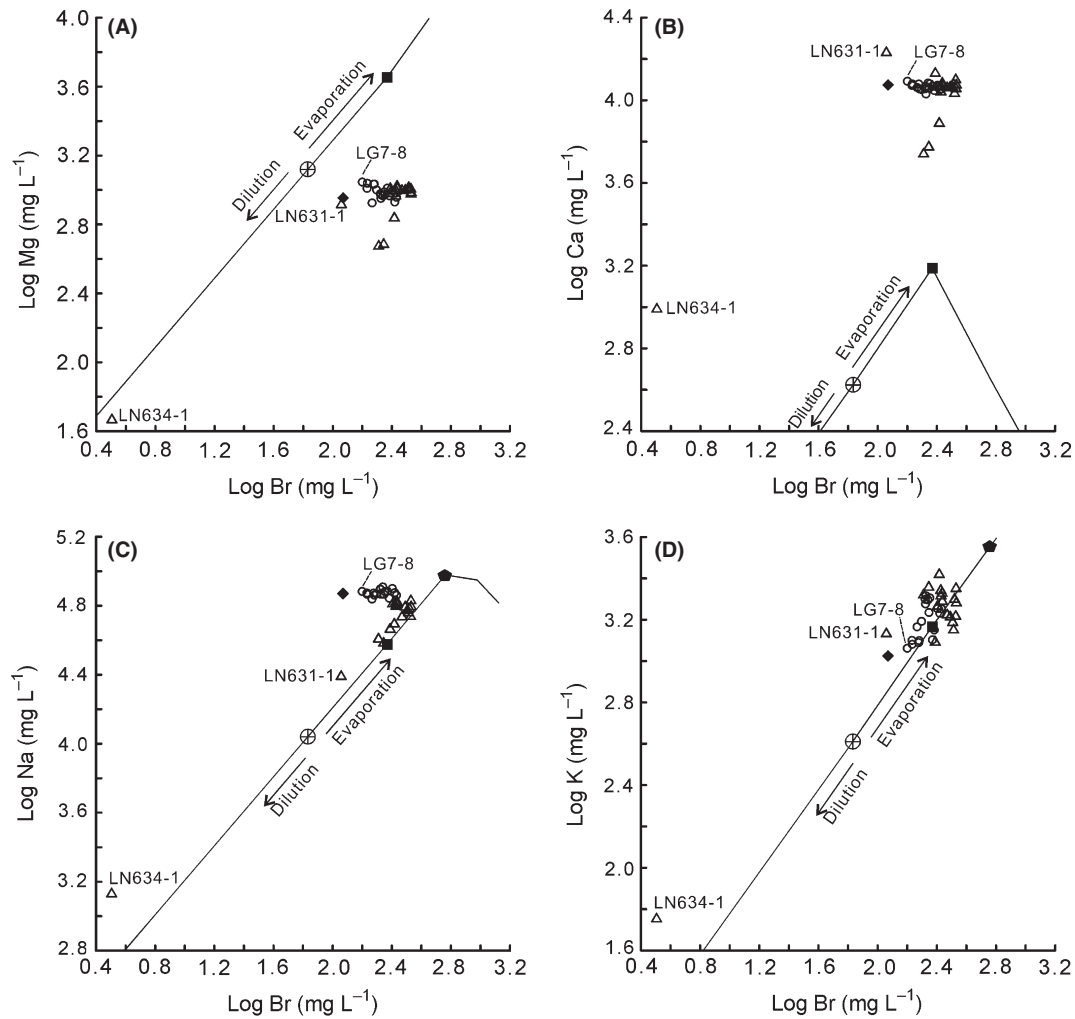 (A)
4.0
3.6
3.2
2.8
2.4
2.0
1.6
Log Mg (mg L⁻¹)
Evaporation
Dilution
LG7-8
LN631-1
LN634-1
0.4 0.8 1.2 1.6 2.0 2.4 2.8 3.2
Log Br (mg L⁻¹)
(B)
4.4
4.0
3.6
3.2
2.8
2.4
Log Ca (mg L⁻¹)
LN631-1
LG7-8
LN634-1
Evaporation
Dilution
0.4 0.8 1.2 1.6 2.0 2.4 2.8 3.2
Log Br (mg L⁻¹)
(C)
5.2
4.8
4.4
4.0
3.6
3.2
2.8
Log Na (mg L⁻¹)
LG7-8
LN631-1
Evaporation
Dilution
LN634-1
0.4 0.8 1.2 1.6 2.0 2.4 2.8 3.2
Log Br (mg L⁻¹)
(D)
3.6
3.2
2.8
2.4
2.0
1.6
Log K (mg L⁻¹)
LG7-8
LN631-1
Evaporation
Dilution
LN634-1
0.4 0.8 1.2 1.6 2.0 2.4 2.8 3.2
Log Br (mg L⁻¹)